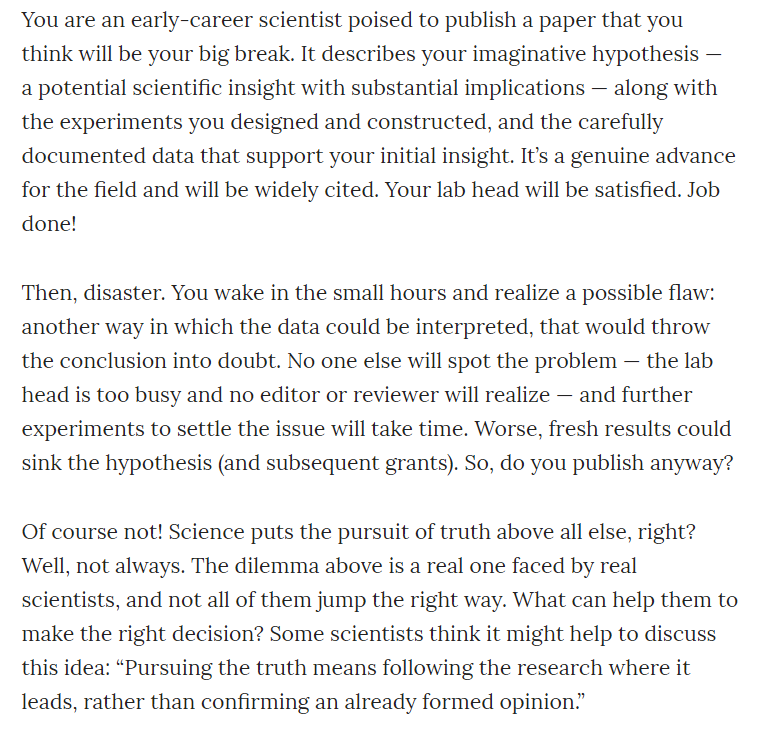 You are an early-career scientist poised to publish a paper that you
think will be your big break. It describes your imaginative hypothesis —
a potential scientific insight with substantial implications — along with
the experiments you designed and constructed, and the carefully
documented data that support your initial insight. It’s a genuine advance
for the field and will be widely cited. Your lab head will be satisfied. Job
done!
Then, disaster. You wake in the small hours and realize a possible flaw:
another way in which the data could be interpreted, that would throw
the conclusion into doubt. No one else will spot the problem — the lab
head is too busy and no editor or reviewer will realize — and further
experiments to settle the issue will take time. Worse, fresh results could
sink the hypothesis (and subsequent grants). So, do you publish anyway?
Of course not! Science puts the pursuit of truth above all else, right?
Well, not always. The dilemma above is a real one faced by real
scientists, and not all of them jump the right way. What can help them to
make the right decision? Some scientists think it might help to discuss
this idea: “Pursuing the truth means following the research where it
leads, rather than confirming an already formed opinion.”